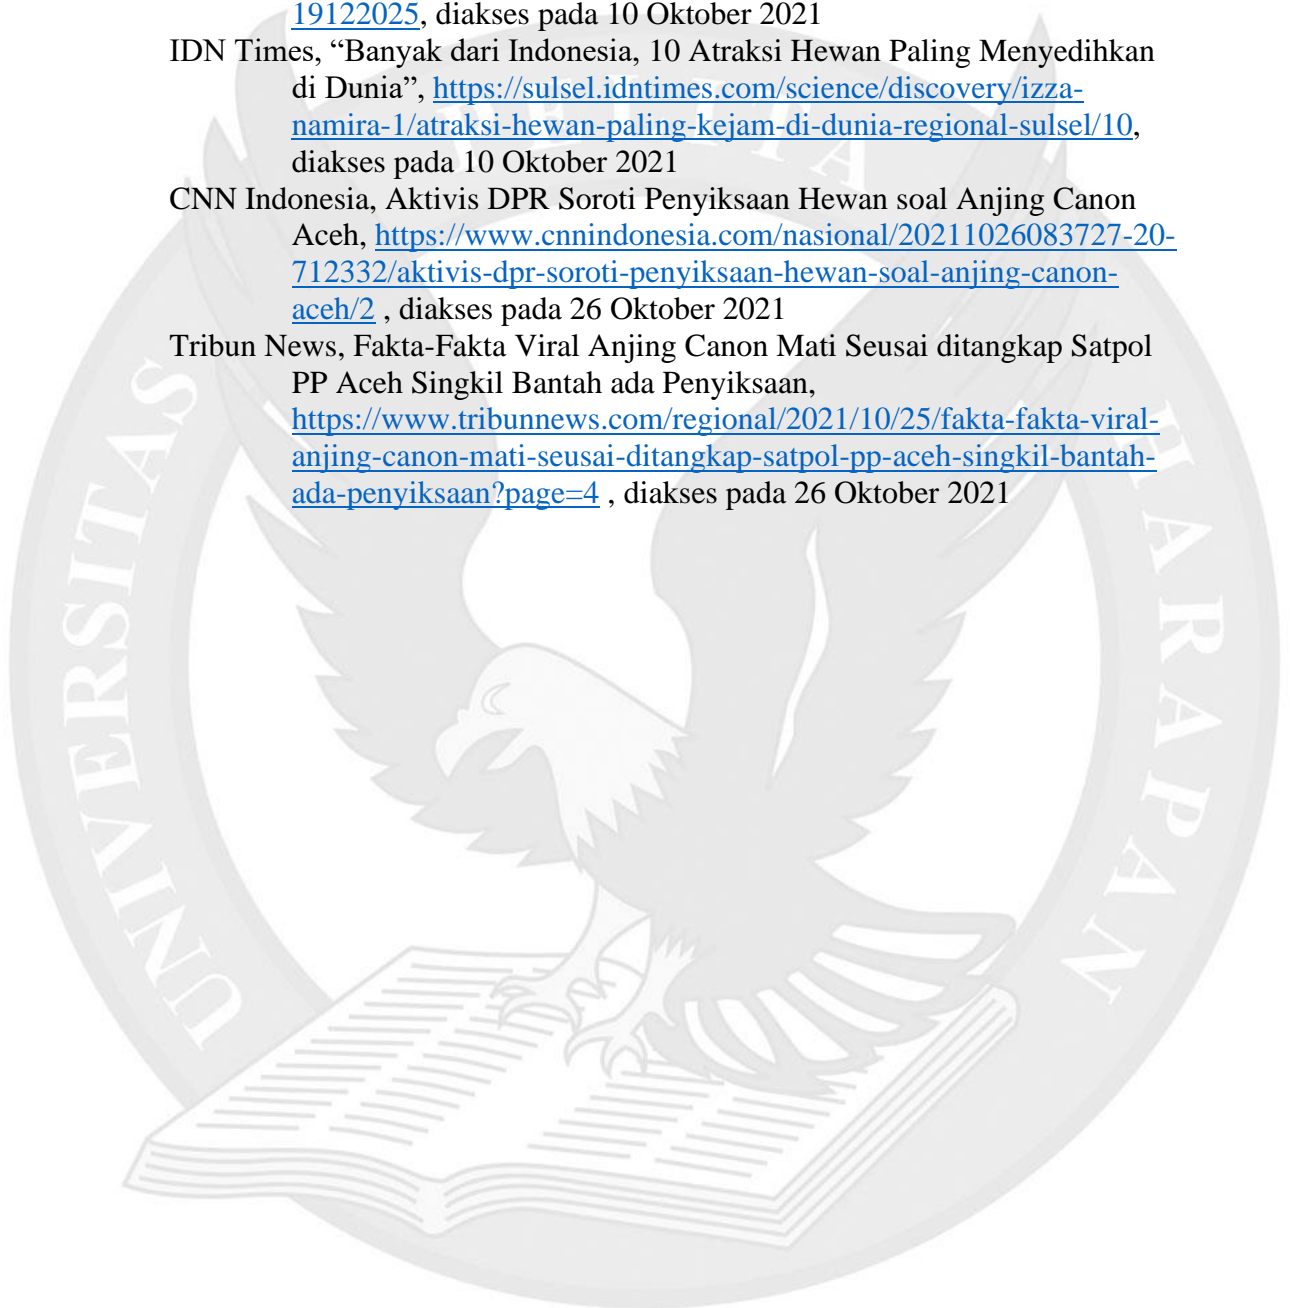 19122025, diakses pada 10 Oktober 2021
IDN Times, “Banyak dari Indonesia, 10 Atraksi Hewan Paling Menyedihkan
di Dunia”, https://sulsel.idntimes.com/science/discovery/izza-
namira-1/atraksi-hewan-paling-kejam-di-dunia-regional-sulsel/10,
diakses pada 10 Oktober 2021
CNN Indonesia, Aktivis DPR Soroti Penyiksaan Hewan soal Anjing Canon
Aceh, https://www.cnnindonesia.com/nasional/20211026083727-20-
712332/aktivis-dpr-soroti-penyiksaan-hewan-soal-anjing-canon-
aceh/2 , diakses pada 26 Oktober 2021
Tribun News, Fakta-Fakta Viral Anjing Canon Mati Seusai ditangkap Satpol
PP Aceh Singkil Bantah ada Penyiksaan,
https://www.tribunnews.com/regional/2021/10/25/fakta-fakta-viral-
anjing-canon-mati-seusai-ditangkap-satpol-pp-aceh-singkil-bantah-
ada-penyiksaan?page=4 , diakses pada 26 Oktober 2021
UNIVERSITAS
PELITA
HARAPAN